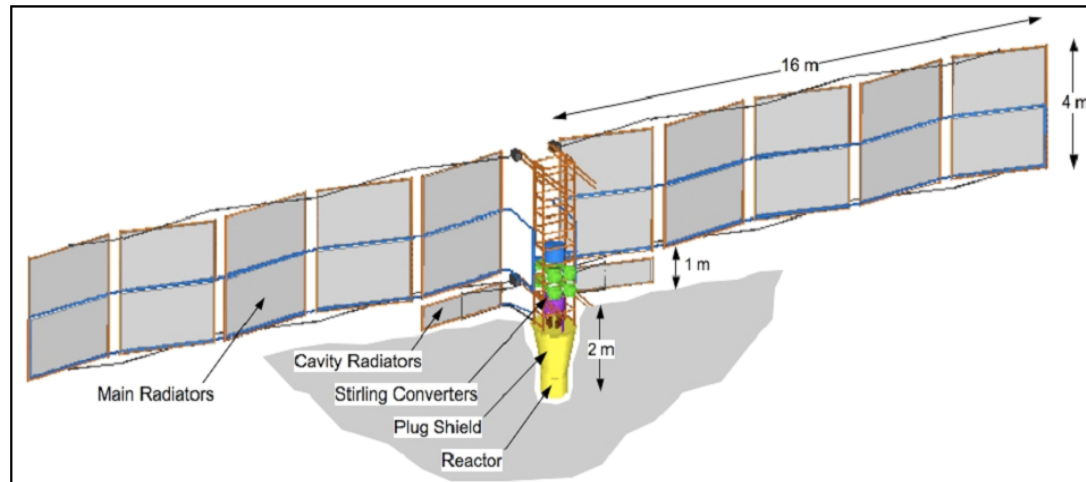 16 m
4 m
1 m
2 m
Cavity Radiators
Main Radiators
Stirling Converters
Plug Shield
Reactor